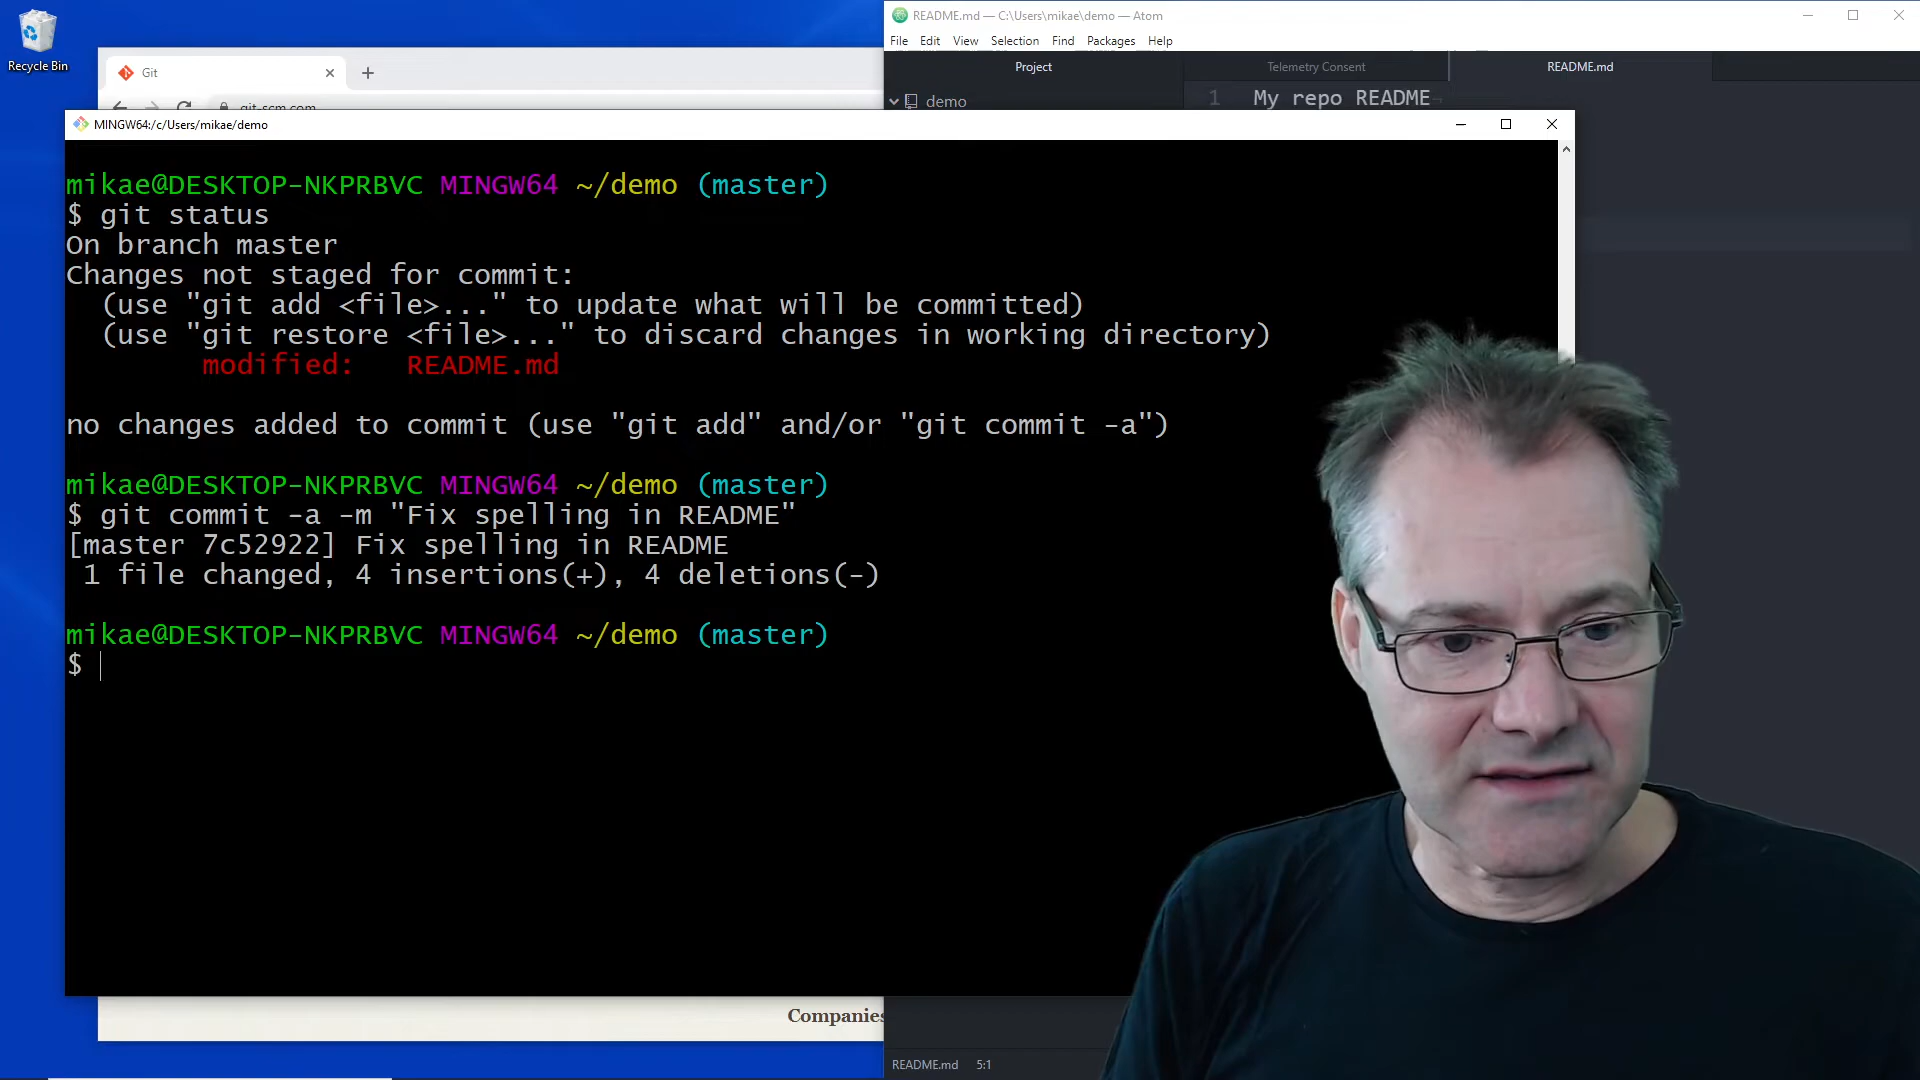 Recycle Bin
Git
git-scm.com
README.md — C:\Users\mikae\demo — Atom
File Edit View Selection Find Packages Help
Project
Telemetry Consent
README.md
demo
1 My repo README
MINGW64:/c/Users/mikae/demo
mikae@DESKTOP-NKPRBVC MINGW64 ~/demo (master)
$ git status
On branch master
Changes not staged for commit:
(use "git add <file>..." to update what will be committed)
(use "git restore <file>..." to discard changes in working directory)
modified: README.md
no changes added to commit (use "git add" and/or "git commit -a")
mikae@DESKTOP-NKPRBVC MINGW64 ~/demo (master)
$ git commit -a -m "Fix spelling in README"
[master 7c52922] Fix spelling in README
1 file changed, 4 insertions(+), 4 deletions(-)
mikae@DESKTOP-NKPRBVC MINGW64 ~/demo (master)
$
Companies
README.md 5:1